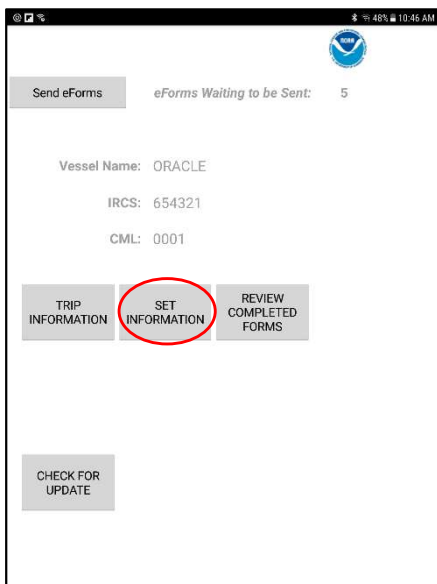 48% 10:46 AM
NOAA
Send eForms eForms Waiting to be Sent: 5
Vessel Name: ORACLE
IRCS: 654321
CML: 0001
TRIP INFORMATION
SET INFORMATION
REVIEW COMPLETED FORMS
CHECK FOR UPDATE